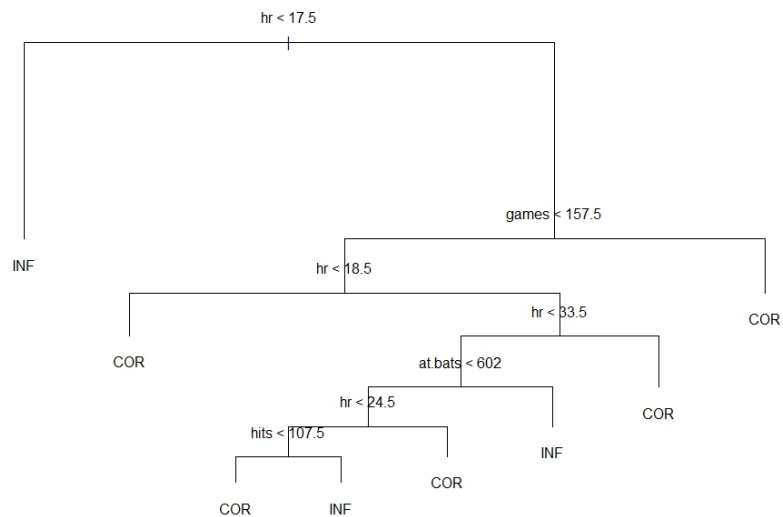 hr < 17.5
games < 157.5
INF
hr < 18.5
hr < 33.5
COR
COR
at.bats < 602
hr < 24.5
COR
hits < 107.5
INF
COR
COR
INF